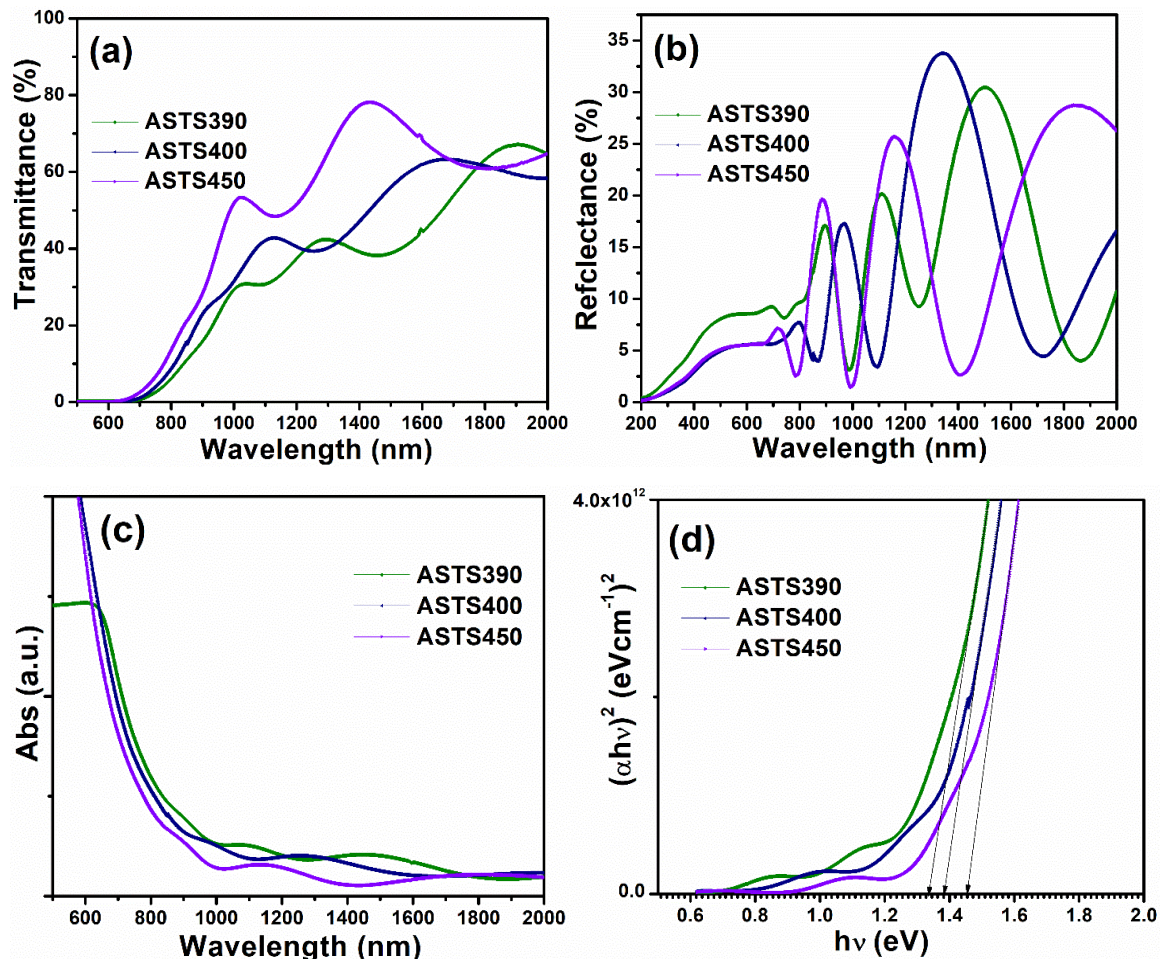 (a)
Transmittance (%)
100
80
60
40
20
0
ASTS390
ASTS400
ASTS450
600 800 1000 1200 1400 1600 1800 2000
Wavelength (nm)
(b)
Refclectance (%)
35
30
25
20
15
10
5
0
ASTS390
ASTS400
ASTS450
200 400 600 800 1000 1200 1400 1600 1800 2000
Wavelength (nm)
(c)
Abs (a.u.)
ASTS390
ASTS400
ASTS450
600 800 1000 1200 1400 1600 1800 2000
Wavelength (nm)
(d)
(αhν)² (eVcm⁻¹)²
4.0x10¹²
0.0
ASTS390
ASTS400
ASTS450
0.6 0.8 1.0 1.2 1.4 1.6 1.8 2.0
hν (eV)